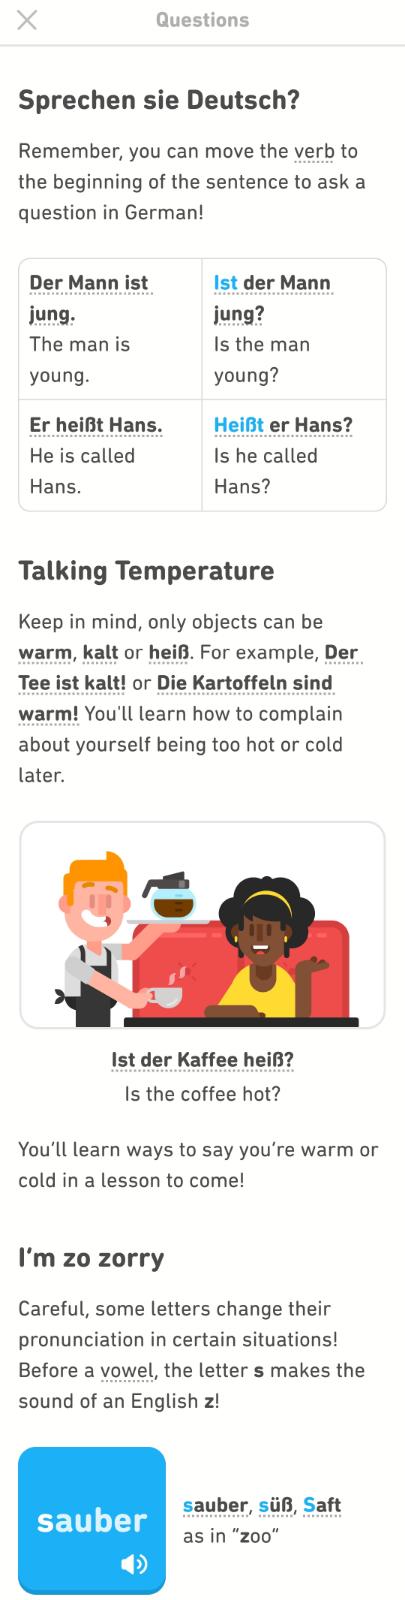 Questions
Sprechen sie Deutsch?
Remember, you can move the verb to
the beginning of the sentence to ask a
question in German!
Der Mann ist
jung.
The man is
young.
Ist der Mann
jung?
Is the man
young?
Er heißt Hans.
He is called
Hans.
Heißt er Hans?
Is he called
Hans?
Talking Temperature
Keep in mind, only objects can be
warm, kalt or heiß. For example, Der
Tee ist kalt! or Die Kartoffeln sind
warm! You'll learn how to complain
about yourself being too hot or cold
later.
Ist der Kaffee heiß?
Is the coffee hot?
You’ll learn ways to say you’re warm or
cold in a lesson to come!
I’m zo zorry
Careful, some letters change their
pronunciation in certain situations!
Before a vowel, the letter s makes the
sound of an English z!
sauber
sauber, süß, Saft
as in “zoo”